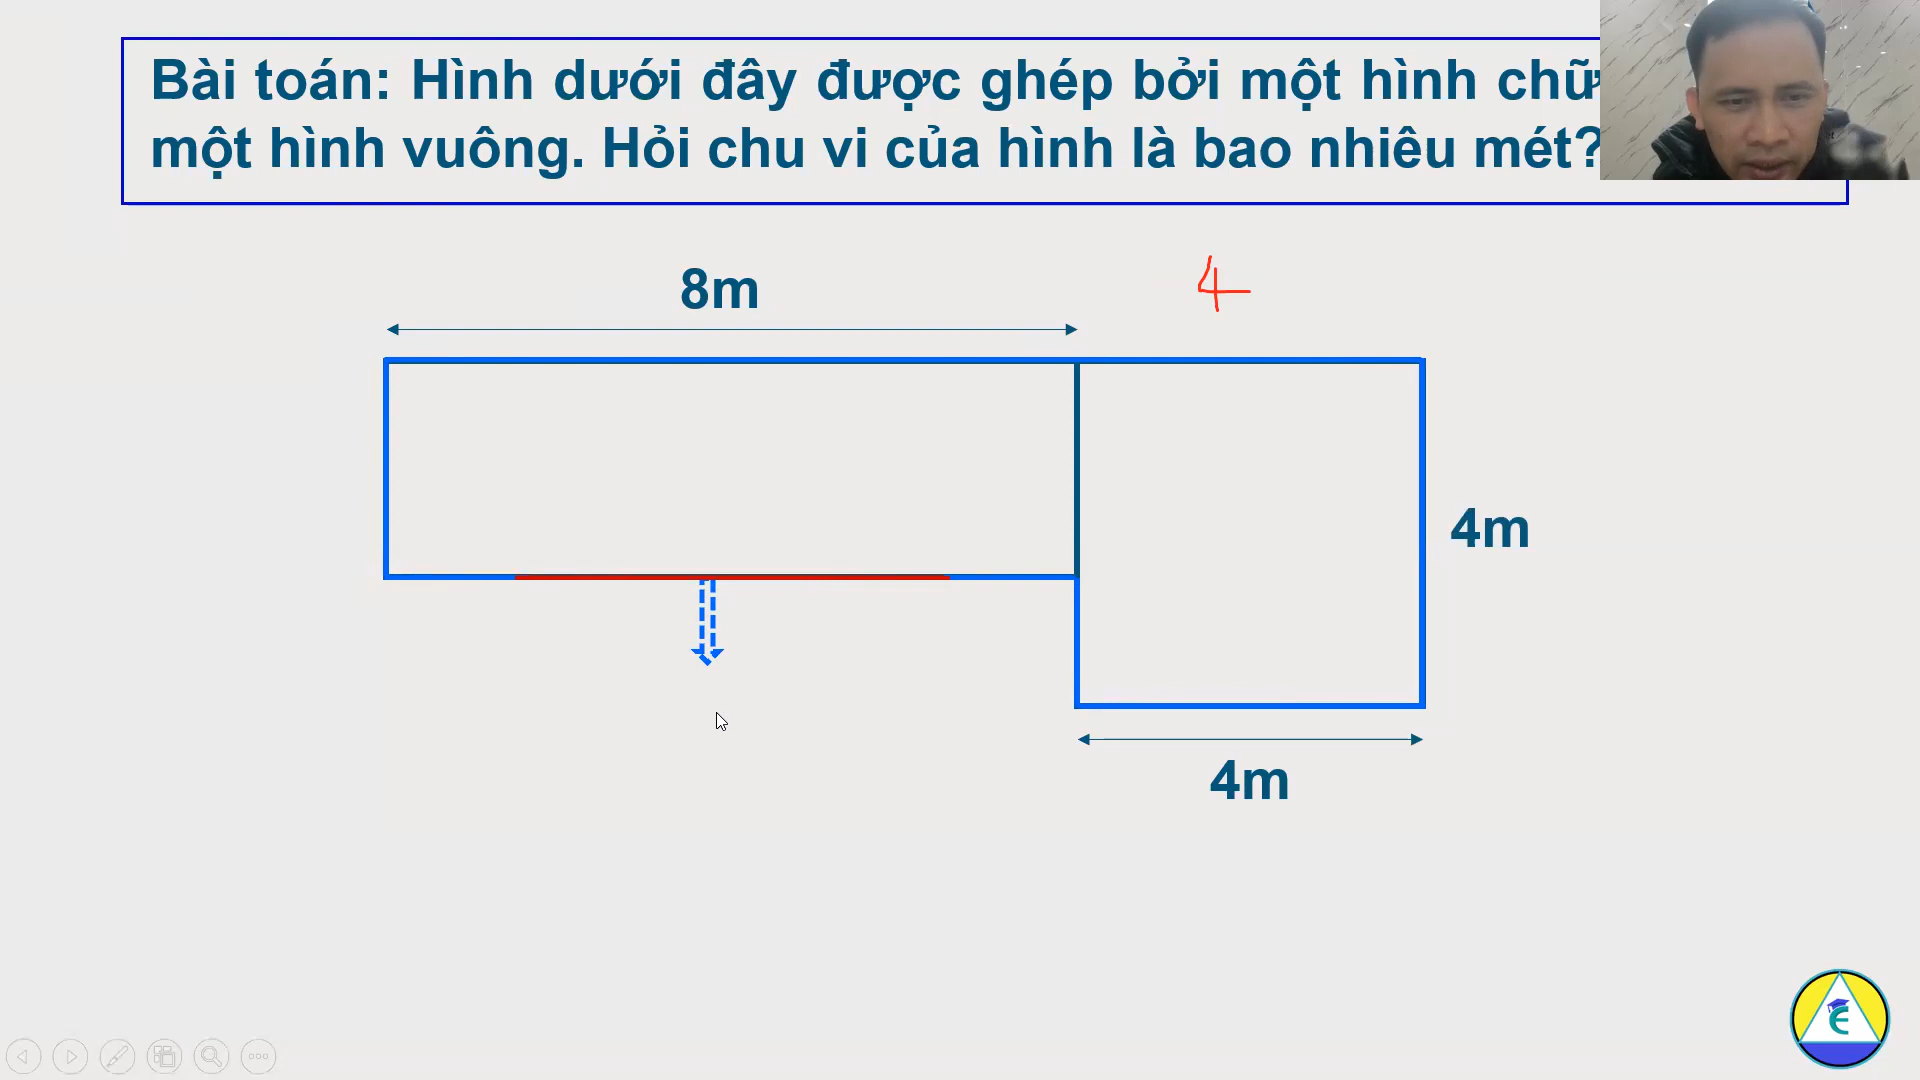 Bài toán: Hình dưới đây được ghép bởi một hình chữ
một hình vuông. Hỏi chu vi của hình là bao nhiêu mét?
8m
4
4m
4m